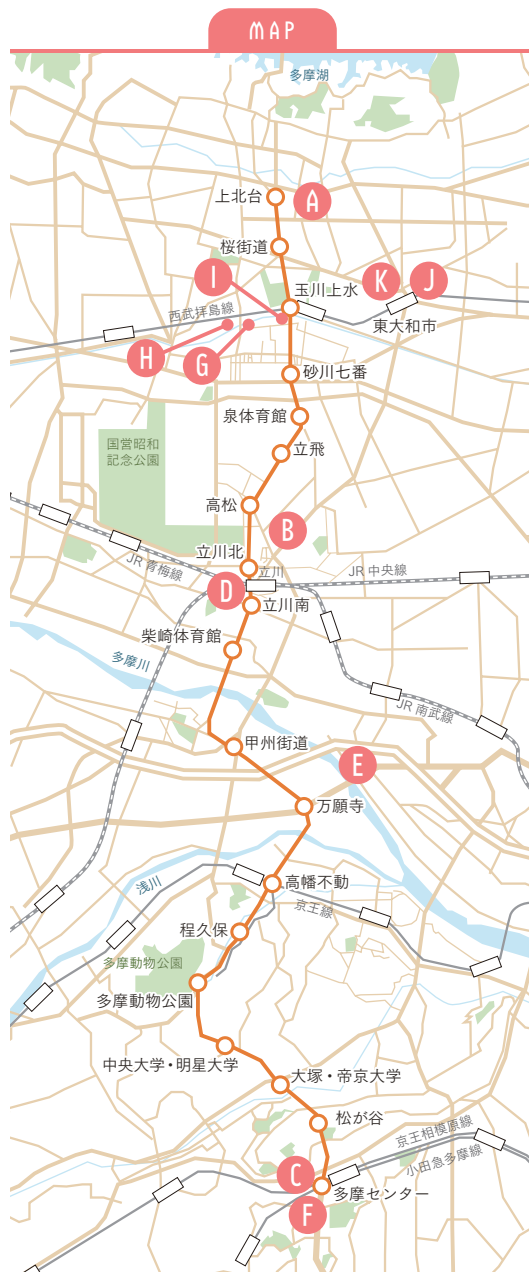 MAP
多摩湖
上北台
A
桜街道
I
玉川上水
K
J
西武拝島線
東大和市
H
G
砂川七番
泉体育館
国営昭和
記念公園
立飛
高松
B
立川北
JR 青梅線
立川
JR 中央線
D
立川南
柴崎体育館
多摩川
JR 南武線
甲州街道
E
万願寺
浅川
高幡不動
京王線
程久保
多摩動物公園
多摩動物公園
中央大学・明星大学
大塚・帝京大学
松が谷
京王相模原線
小田急多摩線
C
多摩センター
F